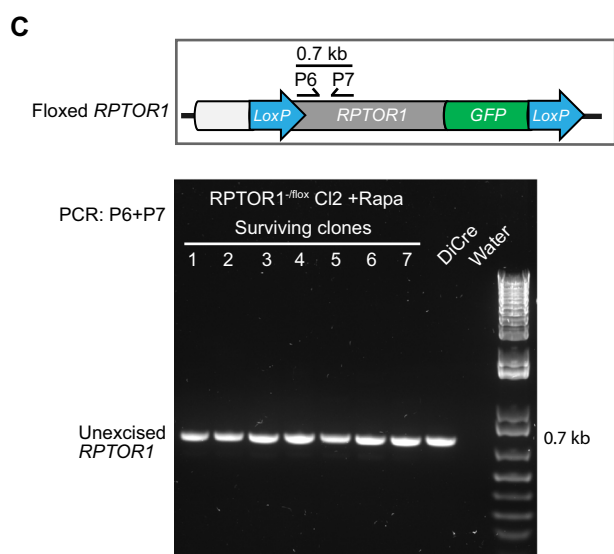 C
0.7 kb
P6 P7
Floxed RPTOR1 LoxP RPTOR1 GFP LoxP
PCR: P6+P7
RPTOR1-/flox Cl2 +Rapa
Surviving clones
1 2 3 4 5 6 7 DiCre Water
Unexcised
RPTOR1
0.7 kb